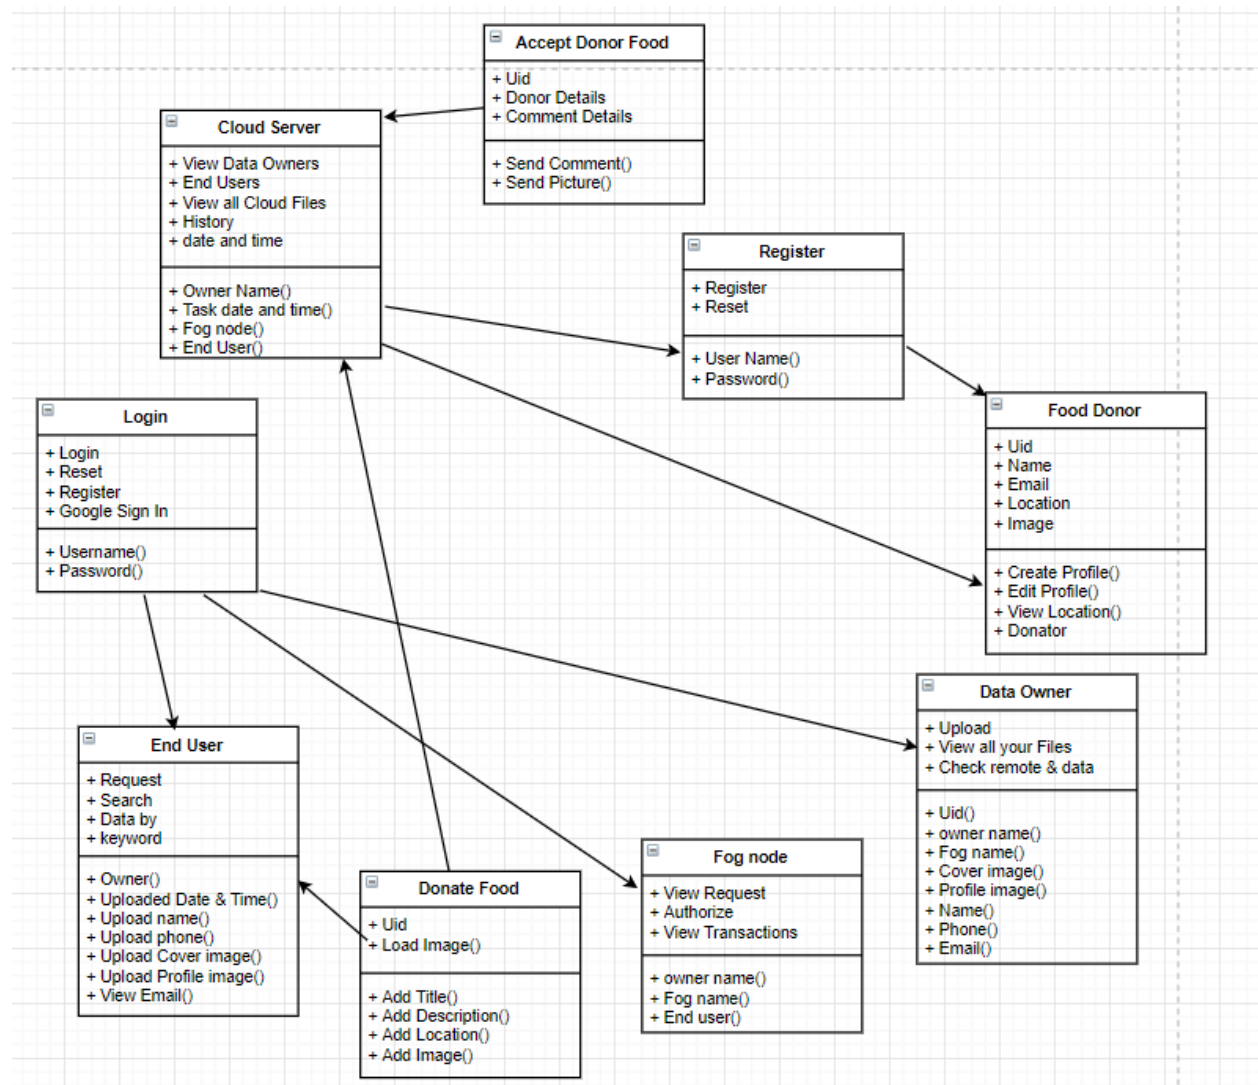 Accept Donor Food
+ Uid
+ Donor Details
+ Comment Details
+ Send Comment()
+ Send Picture()
Cloud Server
+ View Data Owners
+ End Users
+ View all Cloud Files
+ History
+ date and time
+ Owner Name()
+ Task date and time()
+ Fog node()
+ End User()
Register
+ Register
+ Reset
+ User Name()
+ Password()
Login
+ Login
+ Reset
+ Register
+ Google Sign In
+ Username()
+ Password()
Food Donor
+ Uid
+ Name
+ Email
+ Location
+ Image
+ Create Profile()
+ Edit Profile()
+ View Location()
+ Donator
Data Owner
+ Upload
+ View all your Files
+ Check remote & data
+ Uid()
+ owner name()
+ Fog name()
+ Cover image()
+ Profile image()
+ Name()
+ Phone()
+ Email()
End User
+ Request
+ Search
+ Data by
+ keyword
+ Owner()
+ Uploaded Date & Time()
+ Upload name()
+ Upload phone()
+ Upload Cover image()
+ Upload Profile image()
+ View Email()
Donate Food
+ Uid
+ Load Image()
+ Add Title()
+ Add Description()
+ Add Location()
+ Add Image()
Fog node
+ View Request
+ Authorize
+ View Transactions
+ owner name()
+ Fog name()
+ End user()